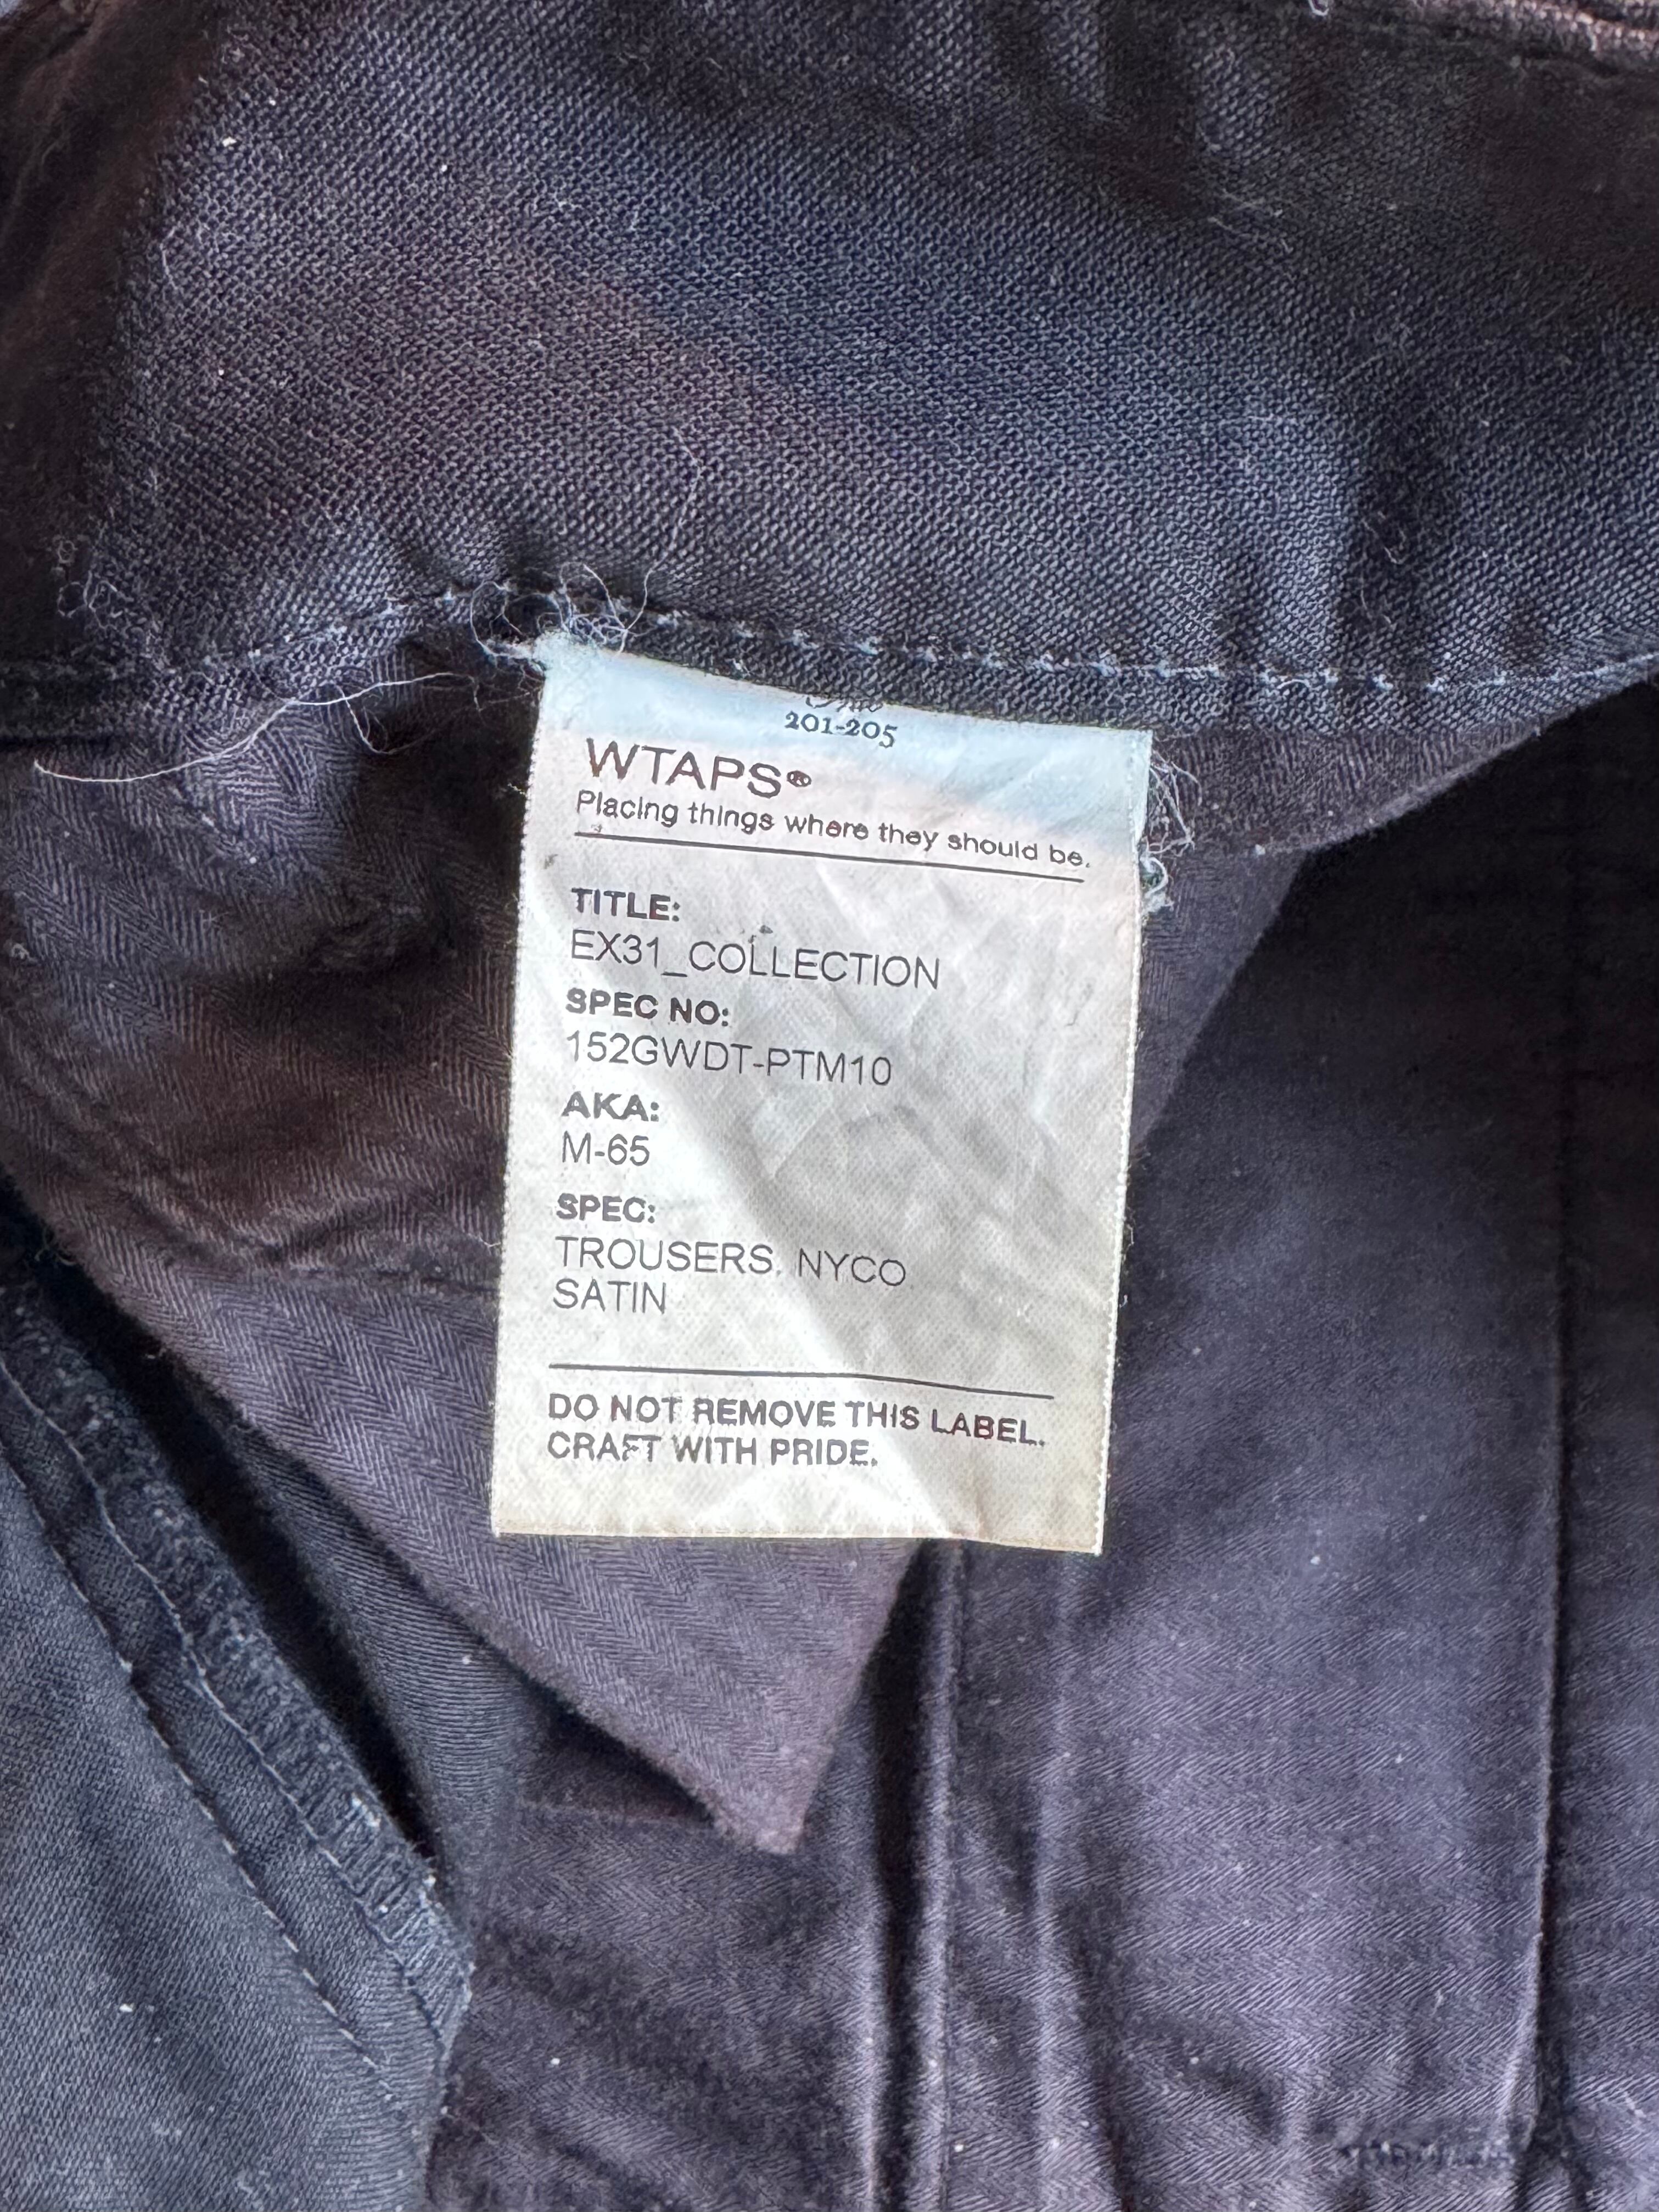 201-205
WTAPS®
Placing things where they should be.
TITLE:
EX31_COLLECTION
SPEC NO:
152GWDT-PTM10
AKA:
M-65
SPEC:
TROUSERS. NYCO
SATIN
DO NOT REMOVE THIS LABEL.
CRAFT WITH PRIDE.